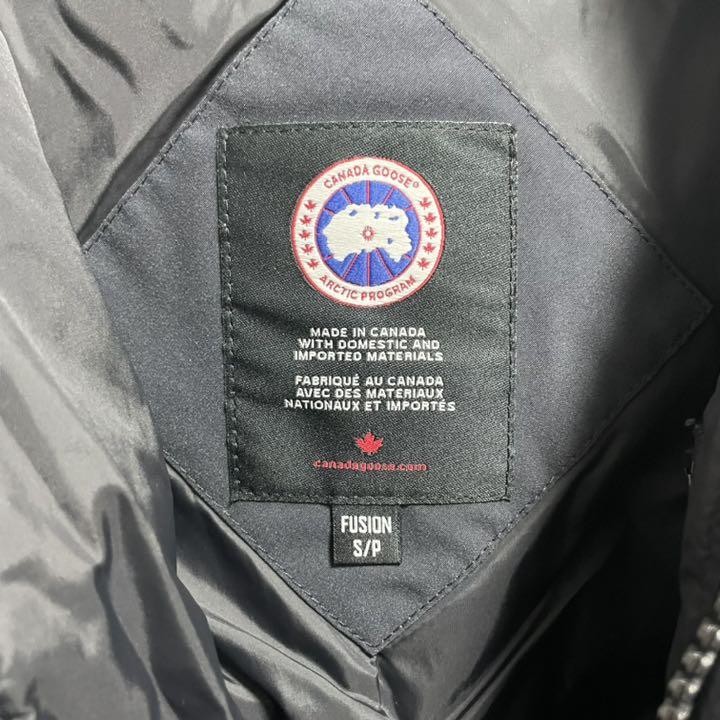 CANADA GOOSE®
ARCTIC PROGRAM
MADE IN CANADA
WITH DOMESTIC AND
IMPORTED MATERIALS
FABRIQUÉ AU CANADA
AVEC DES MATERIAUX
NATIONAUX ET IMPORTÉS
canadagoose.com
FUSION
S/P